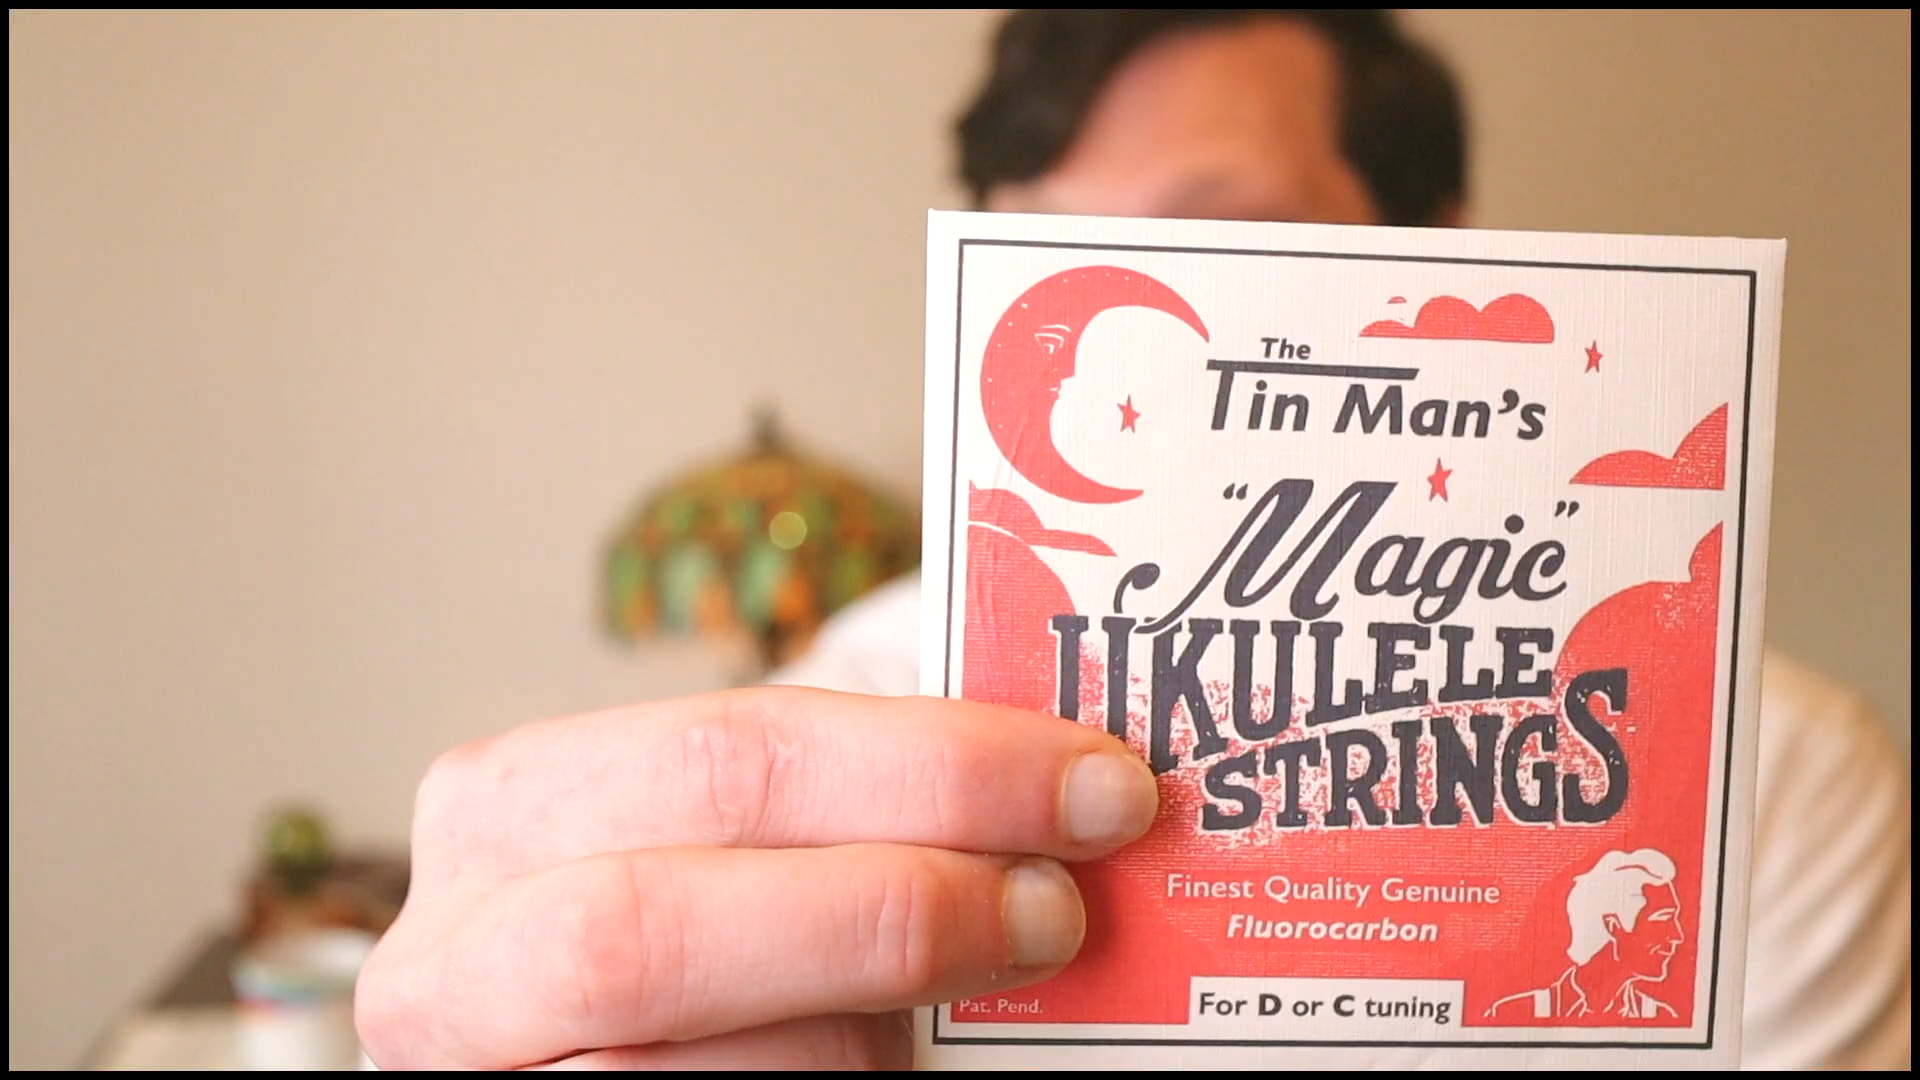 The
Tin Man's
"Magic"
UKULELE
STRINGS
Finest Quality Genuine
Fluorocarbon
Pat. Pend.
For D or C tuning